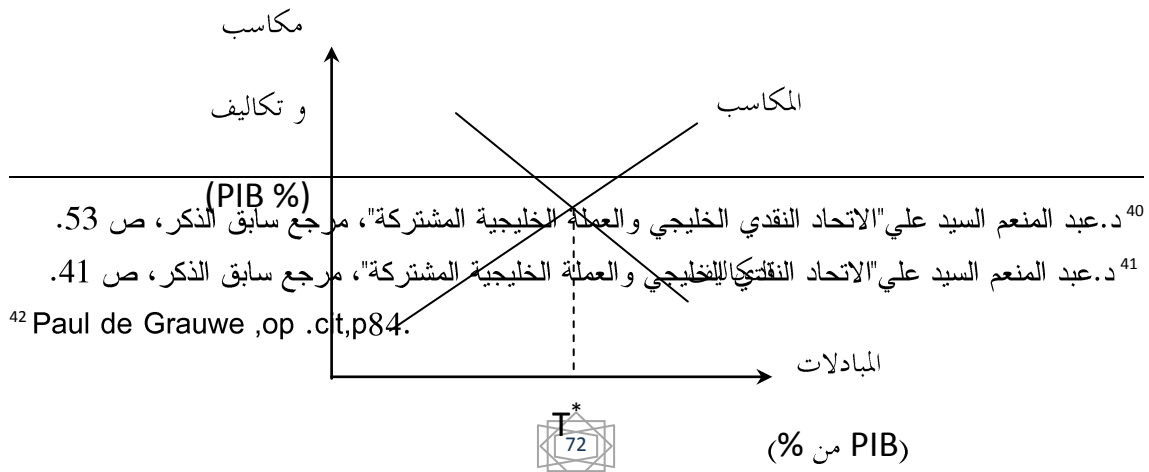 مكاسب
و تكاليف
(PIB %)
المكاسب
40 د.عبد المنعم السيد علي"الاتحاد النقدي الخليجي والعملة الخليجية المشتركة"، مرجع سابق الذكر، ص 53.
التكاليف
41 د.عبد المنعم السيد علي"الاتحاد النقدي الخليجي والعملة الخليجية المشتركة"، مرجع سابق الذكر، ص 41.
42 Paul de Grauwe ,op .cit,p84.
المبادلات
T*
(% من PIB)
72